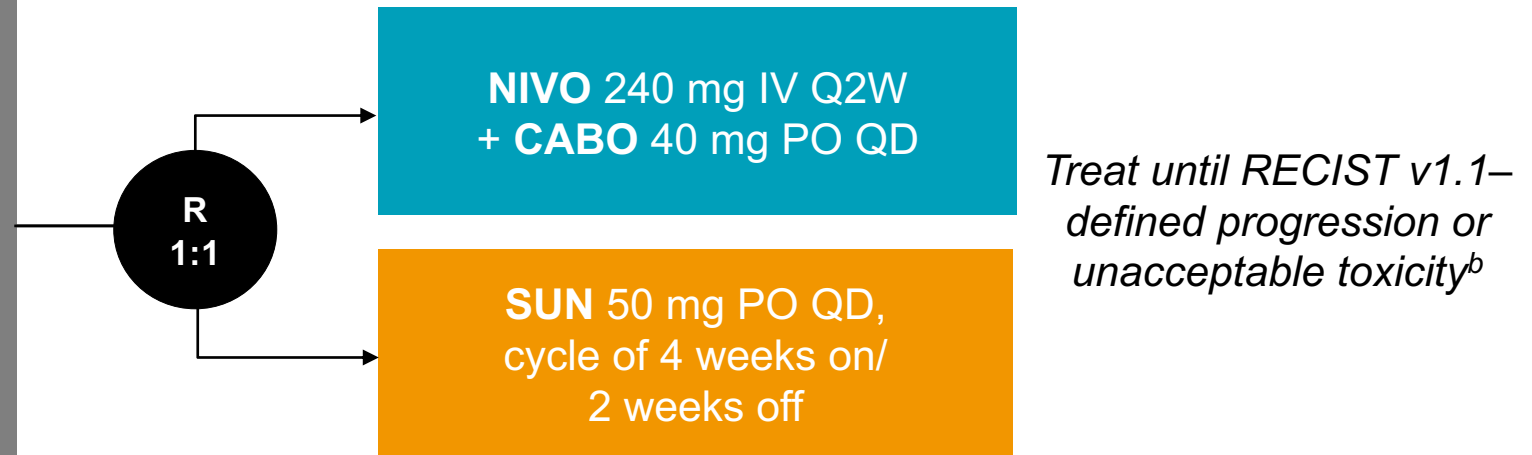 NIVO 240 mg IV Q2W
+ CABO 40 mg PO QD
R
1:1
Treat until RECIST v1.1–
defined progression or
unacceptable toxicityᵇ
SUN 50 mg PO QD,
cycle of 4 weeks on/
2 weeks off